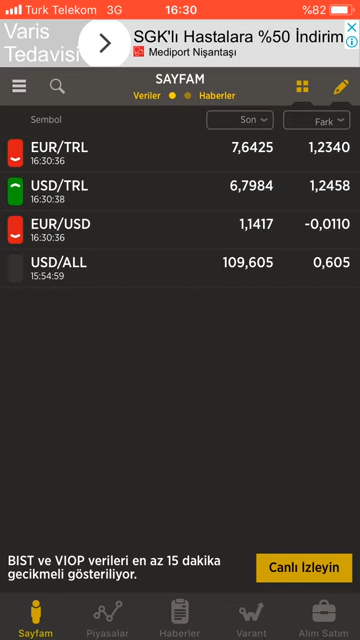 Turk Telekom 3G 16:30 %82
Varis
Tedavisi
SGK'lı Hastalara %50 İndirim
Mediport Nişantaşı
SAYFAM
Veriler Haberler
Sembol Son Fark
EUR/TRL 7,6425 1,2340
16:30:36
USD/TRL 6,7984 1,2458
16:30:38
EUR/USD 1,1417 -0,0110
16:30:36
USD/ALL 109,605 0,605
15:54:59
BIST ve VIOP verileri en az 15 dakika
gecikmeli gösteriliyor.
Canlı İzleyin
Sayfam Piyasalar Haberler Varant Alım Satım